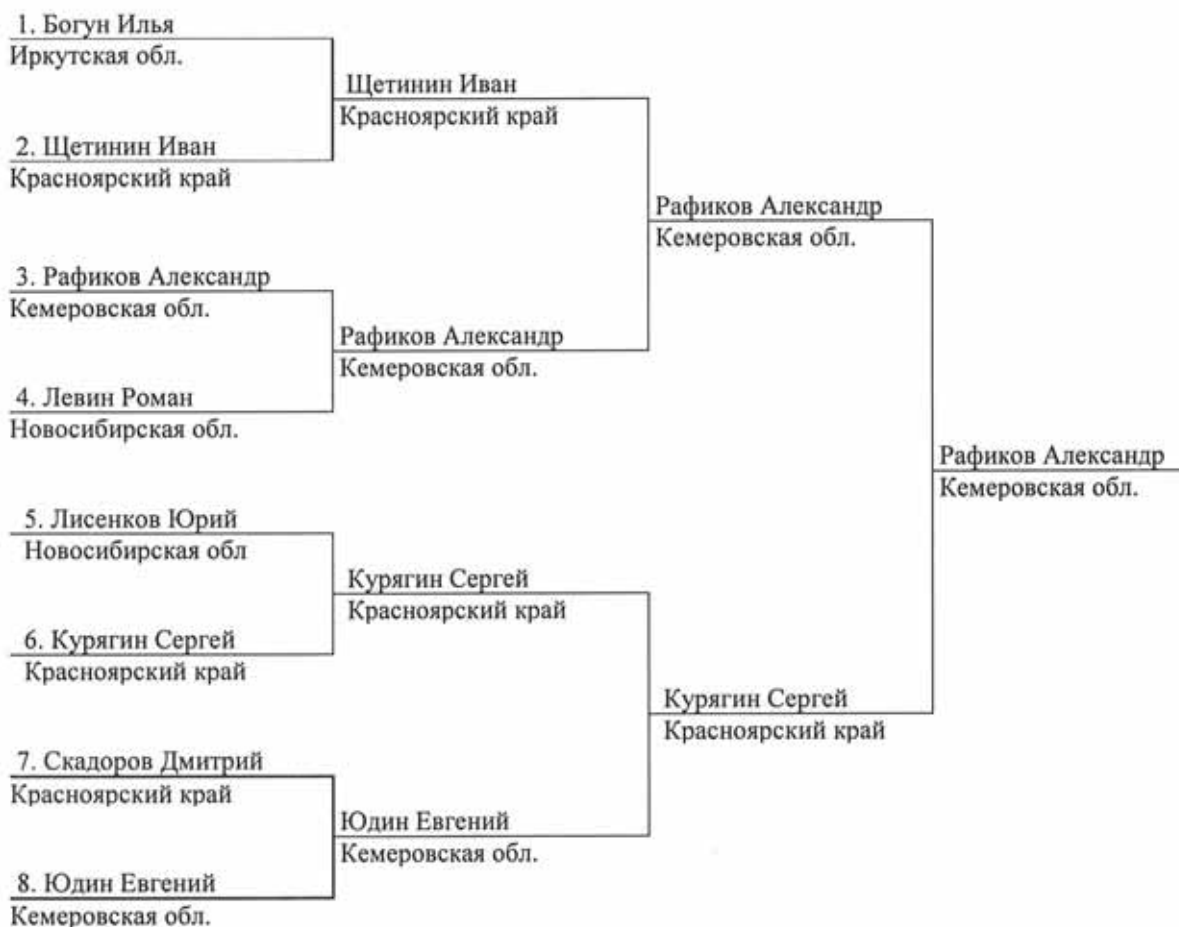 1. Богун Илья
Иркутская обл.
Щетинин Иван
Красноярский край
2. Щетинин Иван
Красноярский край
Рафиков Александр
Кемеровская обл.
3. Рафиков Александр
Кемеровская обл.
Рафиков Александр
Кемеровская обл.
4. Левин Роман
Новосибирская обл.
Рафиков Александр
Кемеровская обл.
5. Лисенков Юрий
Новосибирская обл
Курягин Сергей
Красноярский край
6. Курягин Сергей
Красноярский край
Курягин Сергей
Красноярский край
7. Скадоров Дмитрий
Красноярский край
Юдин Евгений
Кемеровская обл.
8. Юдин Евгений
Кемеровская обл.